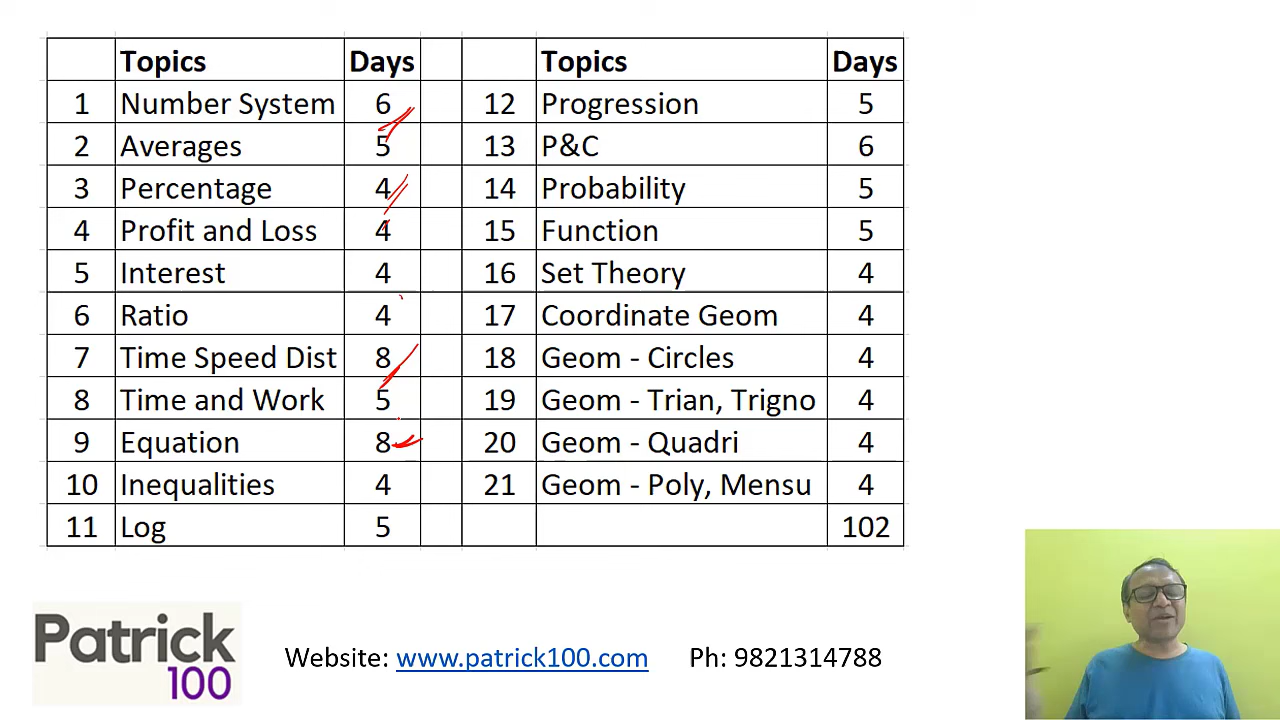 Topics Days Topics Days
1 Number System 6 12 Progression 5
2 Averages 5 13 P&C 6
3 Percentage 4 14 Probability 5
4 Profit and Loss 4 15 Function 5
5 Interest 4 16 Set Theory 4
6 Ratio 4 17 Coordinate Geom 4
7 Time Speed Dist 8 18 Geom - Circles 4
8 Time and Work 5 19 Geom - Trian, Trigno 4
9 Equation 8 20 Geom - Quadri 4
10 Inequalities 4 21 Geom - Poly, Mensu 4
11 Log 5 102
Patrick
100
Website: www.patrick100.com Ph: 9821314788